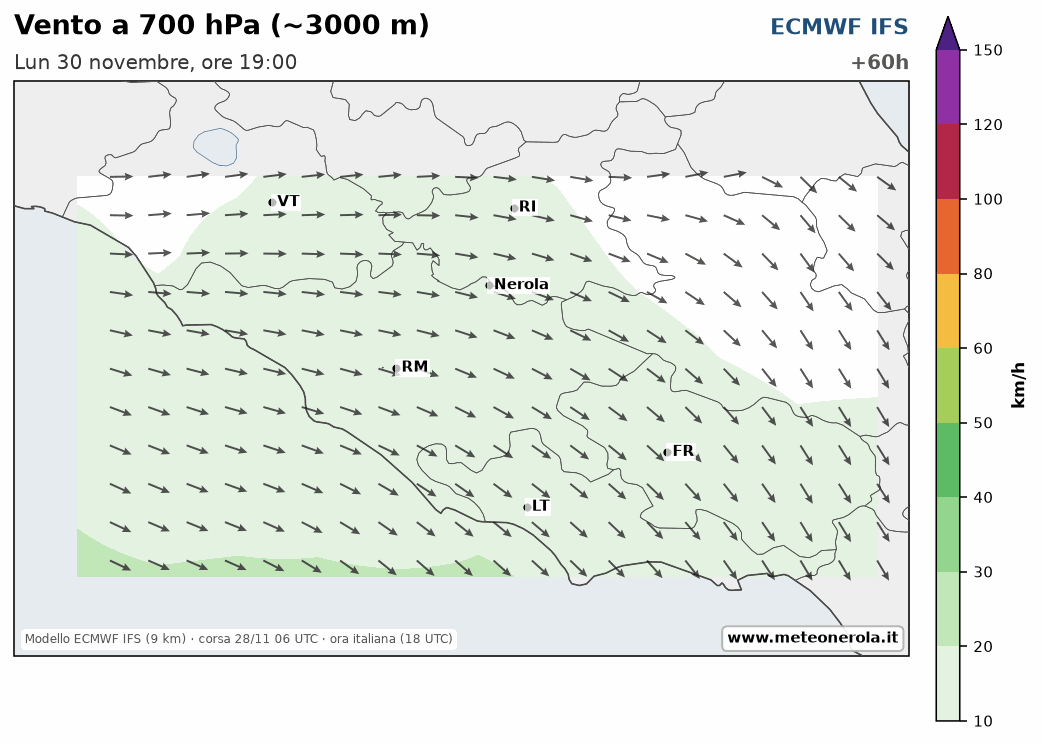 Vento a 700 hPa (~3000 m)
ECMWF IFS
Lun 30 novembre, ore 19:00
+60h
VT
RI
Nerola
RM
FR
LT
150
120
100
80
60
50
40
30
20
10
km/h
Modello ECMWF IFS (9 km) · corsa 28/11 06 UTC · ora italiana (18 UTC)
www.meteonerola.it